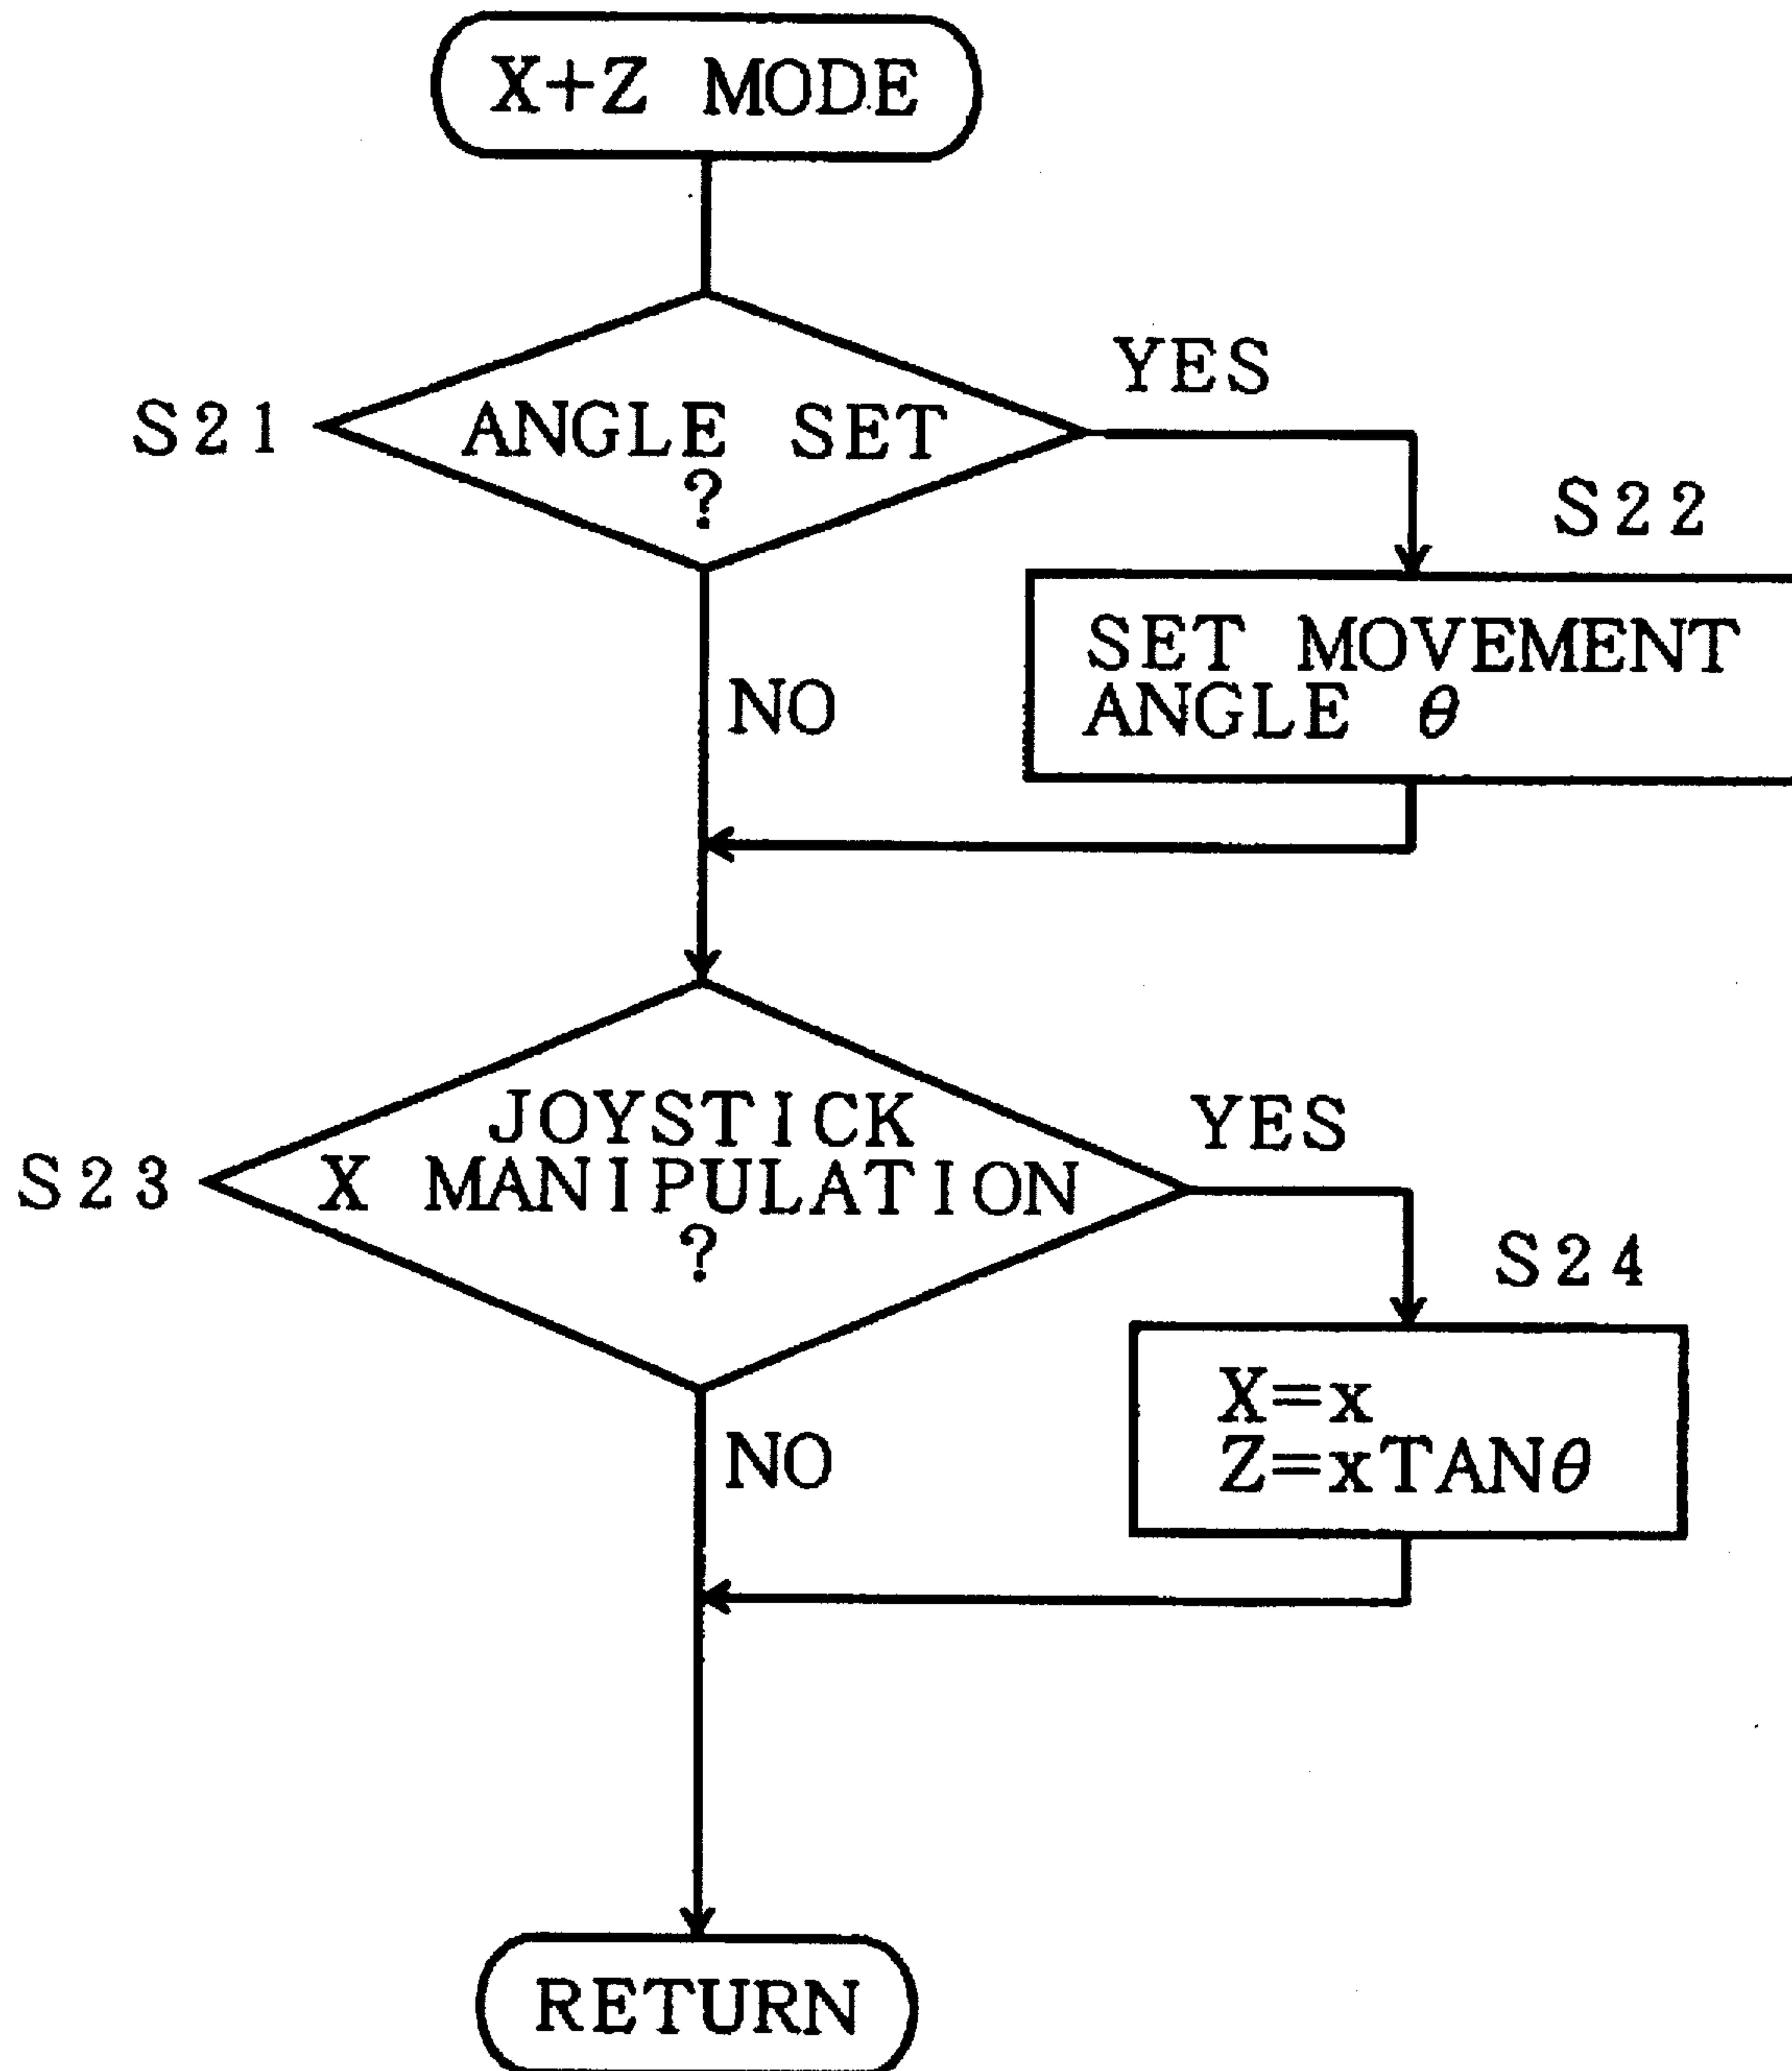 X+Z MODE
YES
S21
ANGLE SET
?
S22
SET MOVEMENT
ANGLE θ
NO
JOYSTICK
YES
S23
X MANIPULATION
?
S24
X=x
Z=xTANθ
NO
RETURN